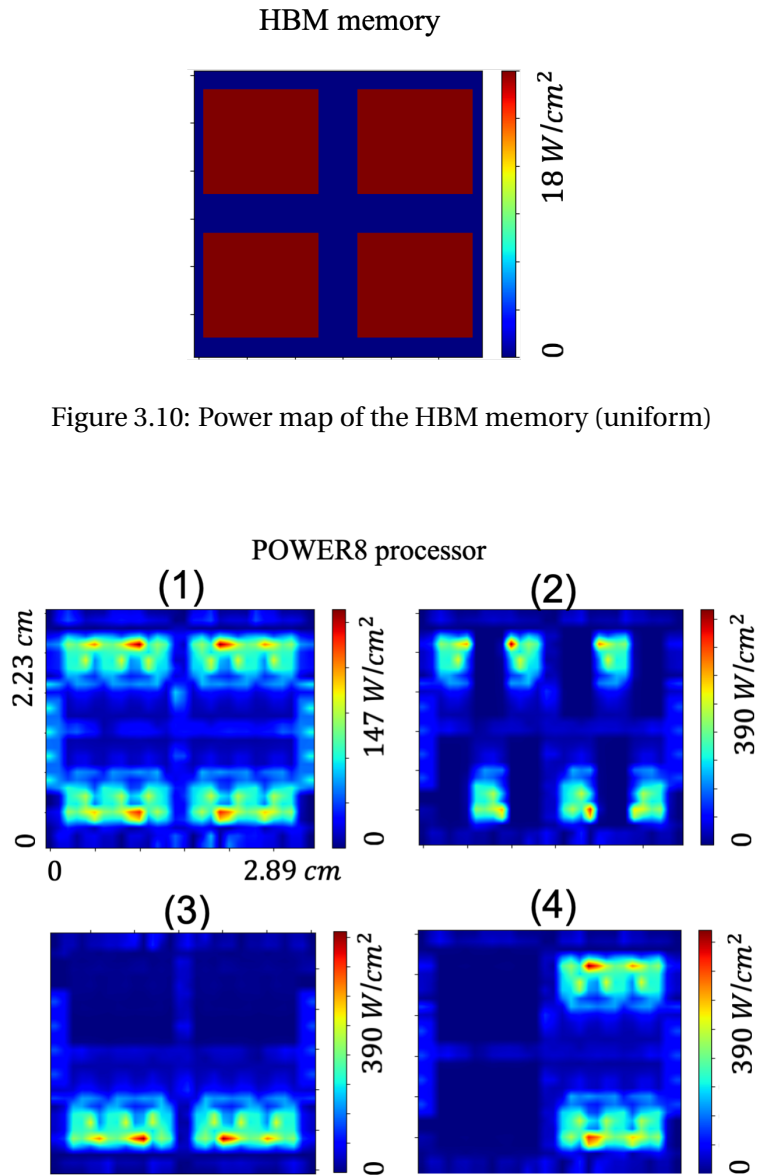 HBM memory
18 W/cm²
0
Figure 3.10: Power map of the HBM memory (uniform)
POWER8 processor
(1)
(2)
2.23 cm
0
0
2.89 cm
147 W/cm²
0
390 W/cm²
0
(3)
(4)
390 W/cm²
0
390 W/cm²
0